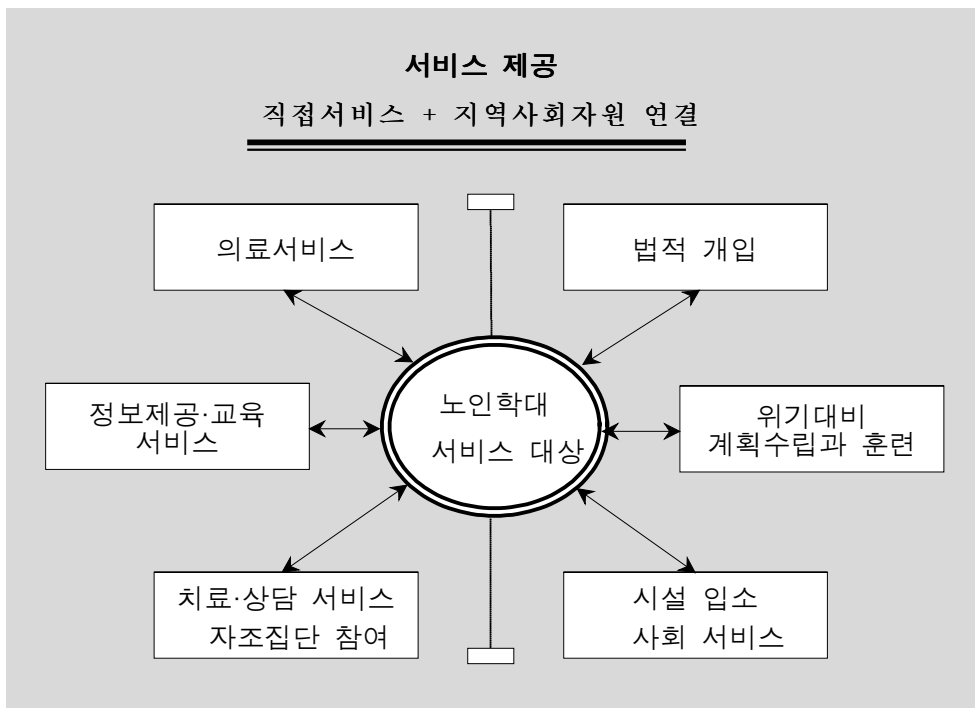 서비스 제공
직접서비스 + 지역사회자원 연결
의료서비스
법적 개입
정보제공·교육
서비스
노인학대
서비스 대상
위기대비
계획수립과 훈련
치료·상담 서비스
자조집단 참여
시설 입소
사회 서비스